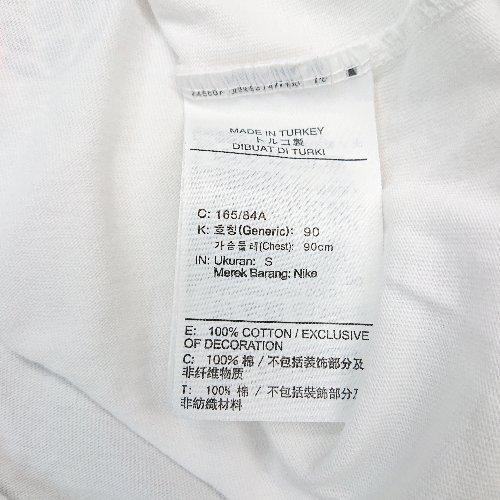 MADE IN TURKEY
トルコ製
DIBUAT DI TURKI
C: 165/84A
K: 호칭(Generic): 90
가슴둘레(Chest): 90cm
IN: Ukuran: S
Merek Barang: Nike
E: 100% COTTON / EXCLUSIVE
OF DECORATION
C: 100% 棉 / 不包括装饰部分及
非纤维物质
T: 100% 棉 / 不包括裝飾部分及
非紡織材料